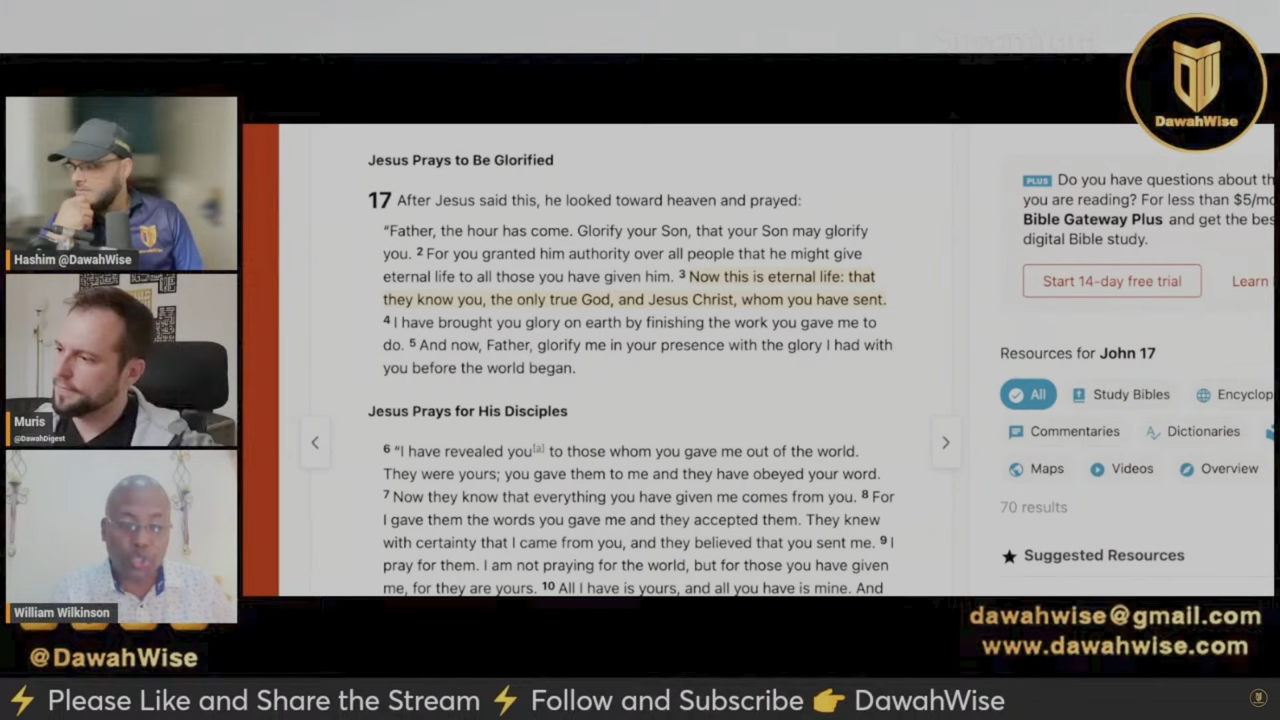 DawahWise
Hashim @DawahWise
Muris
@DawahDigest
William Wilkinson
@DawahWise
Jesus Prays to Be Glorified
17 After Jesus said this, he looked toward heaven and prayed:
“Father, the hour has come. Glorify your Son, that your Son may glorify
you. 2 For you granted him authority over all people that he might give
eternal life to all those you have given him. 3 Now this is eternal life: that
they know you, the only true God, and Jesus Christ, whom you have sent.
4 I have brought you glory on earth by finishing the work you gave me to
do. 5 And now, Father, glorify me in your presence with the glory I had with
you before the world began.
Jesus Prays for His Disciples
6 “I have revealed you[a] to those whom you gave me out of the world.
They were yours; you gave them to me and they have obeyed your word.
7 Now they know that everything you have given me comes from you. 8 For
I gave them the words you gave me and they accepted them. They knew
with certainty that I came from you, and they believed that you sent me. 9 I
pray for them. I am not praying for the world, but for those you have given
me, for they are yours. 10 All I have is yours, and all you have is mine. And
PLUS Do you have questions about th
you are reading? For less than $5/mo
Bible Gateway Plus and get the bes
digital Bible study.
Start 14-day free trial
Learn
Resources for John 17
All Study Bibles Encyclop
Commentaries Dictionaries
Maps Videos Overview
70 results
★ Suggested Resources
dawahwise@gmail.com
www.dawahwise.com
⚡ Please Like and Share the Stream ⚡ Follow and Subscribe 👉 DawahWise